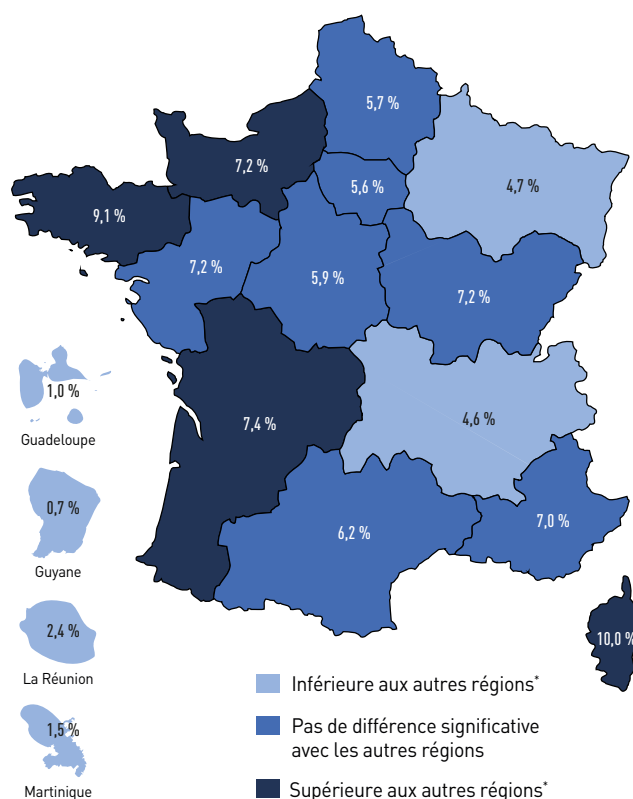 5,7 %
7,2 %
5,6 %
4,7 %
9,1 %
7,2 %
5,9 %
7,2 %
1,0 %
Guadeloupe
7,4 %
4,6 %
0,7 %
Guyane
6,2 %
7,0 %
2,4 %
La Réunion
10,0 %
1,5 %
Martinique
Inférieure aux autres régions*
Pas de différence significative
avec les autres régions
Supérieure aux autres régions*